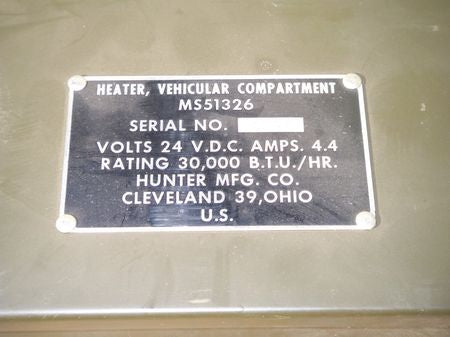 HEATER, VEHICULAR COMPARTMENT
MS51326
SERIAL NO.
VOLTS 24 V.D.C. AMPS. 4.4
RATING 30,000 B.T.U./HR.
HUNTER MFG. CO.
CLEVELAND 39,OHIO
U.S.